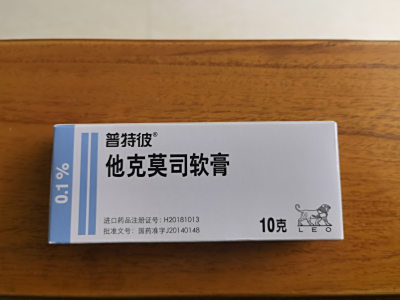 普特彼®
他克莫司软膏
0.1%
进口药品注册证号：H20181013
批准文号：国药准字J20140148
10克
LEO